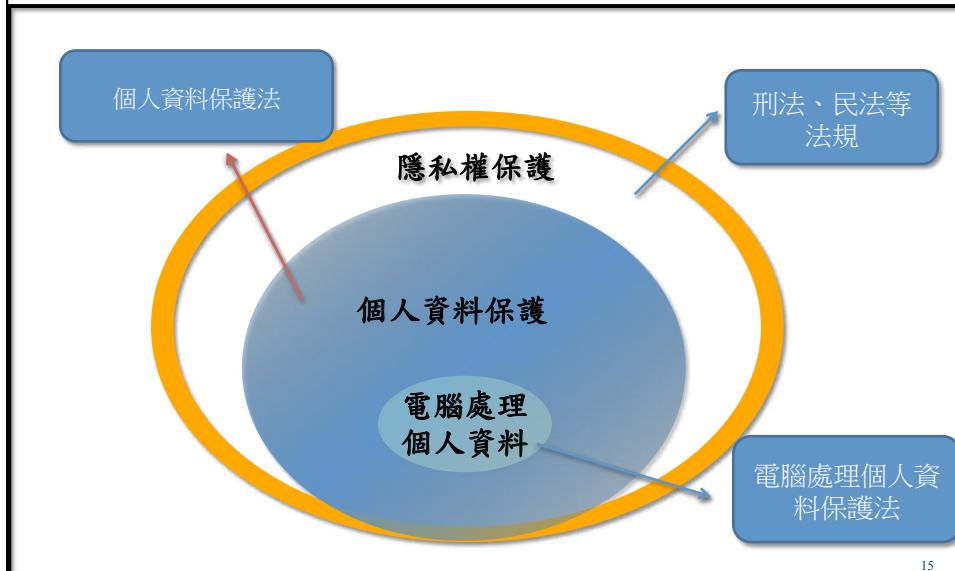 個人資料保護法
刑法、民法等
法規
隱私權保護
個人資料保護
電腦處理
個人資料
電腦處理個人資
料保護法
15